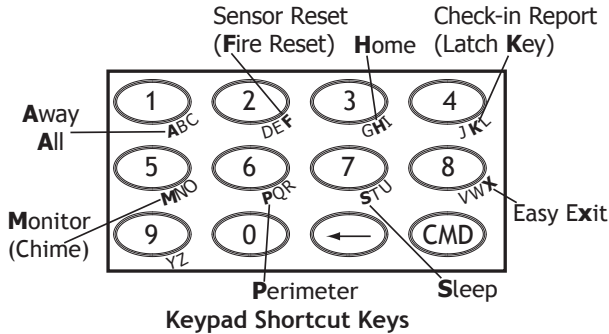 Sensor Reset
(Fire Reset)
Home
Check-in Report
(Latch Key)
Away
All
1 2 3 4
ABC DEF GHI JKL
5 6 7 8
MNO PQR STU VWX
Easy Exit
Monitor
(Chime)
9 0 ← CMD
YZ
Perimeter
Sleep
Keypad Shortcut Keys